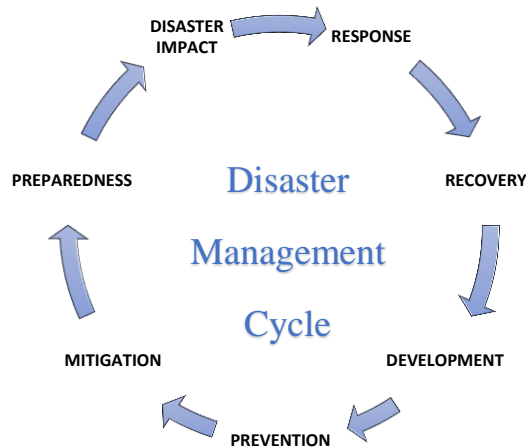 DISASTER
IMPACT
RESPONSE
RECOVERY
DEVELOPMENT
PREVENTION
MITIGATION
PREPAREDNESS
Disaster
Management
Cycle